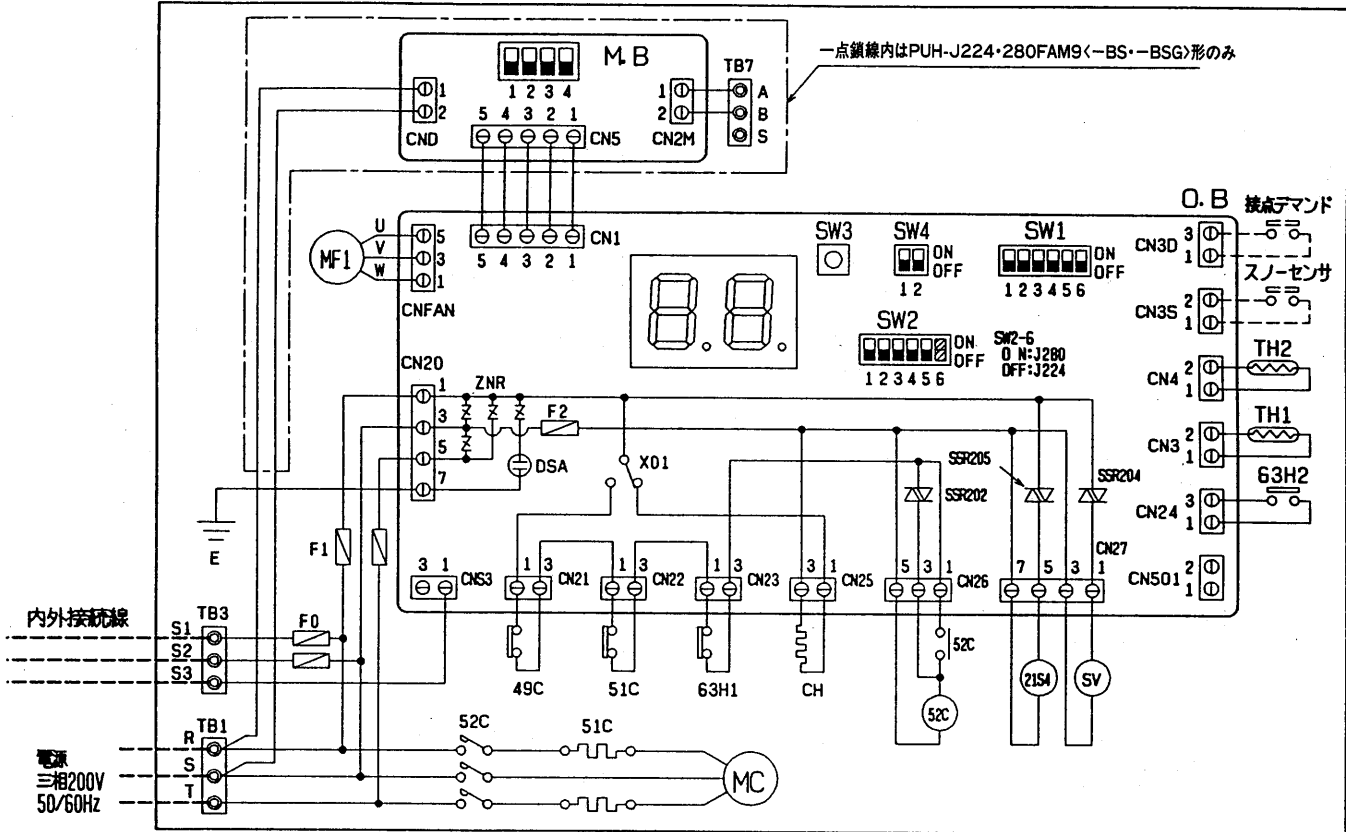 M.B
一点鎖線内はPUH-J224・280FAM9<-BS・-BSG>形のみ
TB7
1 2 3 4
1
2
CND
5 4 3 2 1
CN5
1
2
CN2M
A
B
S
O.B
接点デマンド
CN1
5 4 3 2 1
MF1
U
V
W
5
3
1
CNFAN
SW3
SW4
ON
OFF
1 2
SW1
ON
OFF
1 2 3 4 5 6
CN3D
3
1
スノーセンサ
CN3S
2
1
8.8.
SW2
ON
OFF
1 2 3 4 5 6
SW2-6
ON:J280
OFF:J224
TH2
CN4
2
1
CN20
1
3
5
7
ZNR
F2
DSA
X01
SSR205
SSR202
SSR204
TH1
CN3
2
1
63H2
CN24
3
1
E
F1
3 1
CNS3
1 3
CN21
1 3
CN22
1 3
CN23
3 1
CN25
5 3 1
CN26
7 5 3 1
CN27
CN501
2
1
内外接続線
TB3
S1
S2
S3
F0
49C
51C
63H1
CH
52C
52C
21S4
SV
TB1
R
S
T
電源
三相200V
50/60Hz
52C
51C
MC